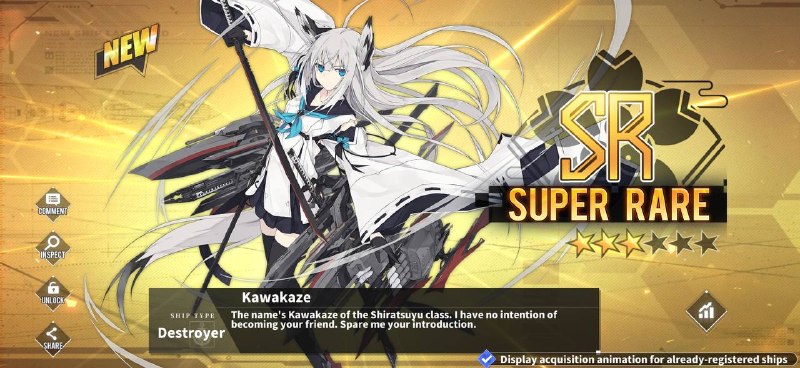 NEW
SR
SUPER RARE
COMMENT
INSPECT
UNLOCK
SHARE
Kawakaze
SHIP TYPE
Destroyer
The name's Kawakaze of the Shiratsuyu class. I have no intention of
becoming your friend. Spare me your introduction.
Display acquisition animation for already-registered ships